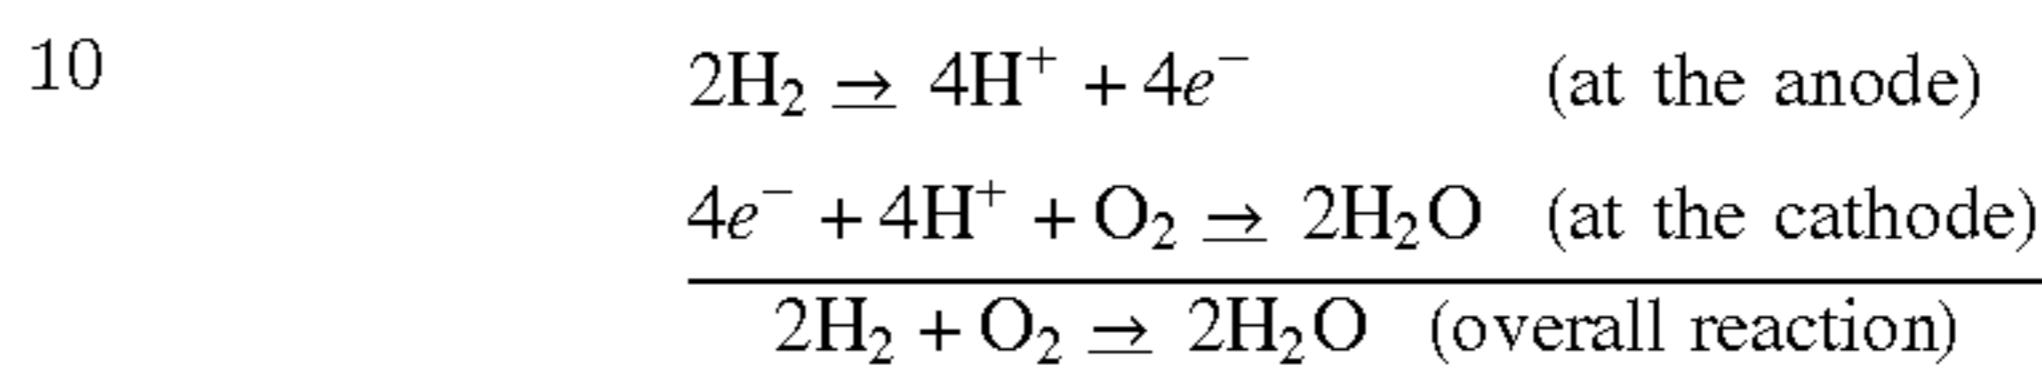 10 2H₂ → 4H⁺ + 4e⁻ (at the anode)
4e⁻ + 4H⁺ + O₂ → 2H₂O (at the cathode)
2H₂ + O₂ → 2H₂O (overall reaction)